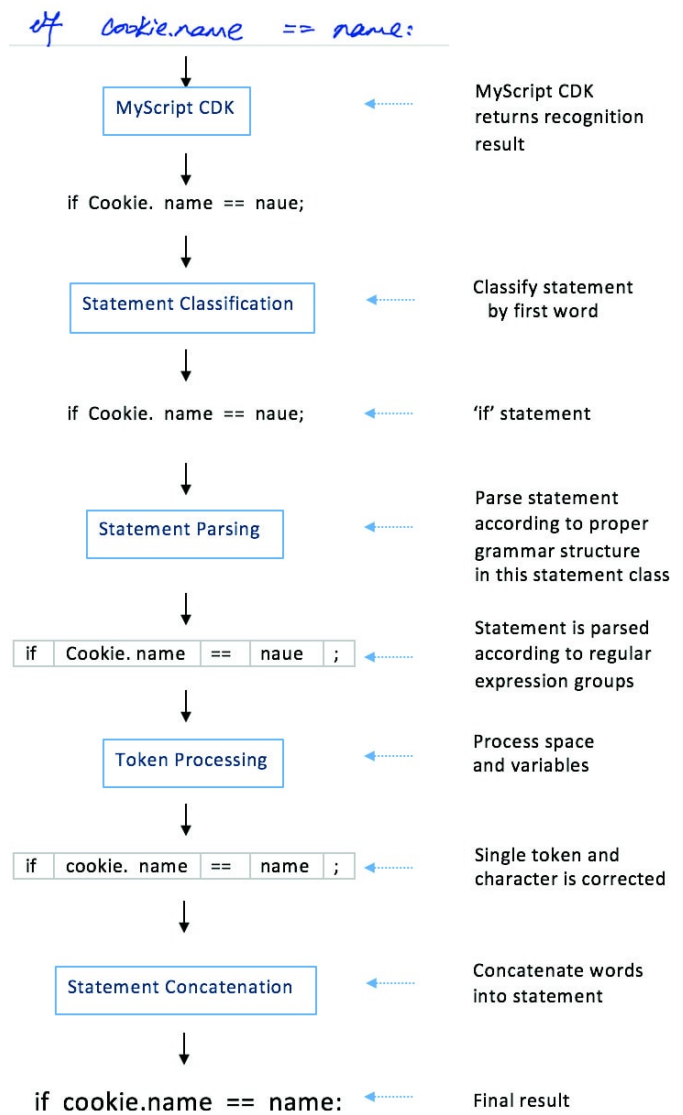 if cookie.name == name:
MyScript CDK
MyScript CDK
returns recognition
result
if Cookie. name == naue;
Statement Classification
Classify statement
by first word
if Cookie. name == naue;
‘if’ statement
Statement Parsing
Parse statement
according to proper
grammar structure
in this statement class
if Cookie. name == naue ;
Statement is parsed
according to regular
expression groups
Token Processing
Process space
and variables
if cookie. name == name ;
Single token and
character is corrected
Statement Concatenation
Concatenate words
into statement
if cookie.name == name:
Final result